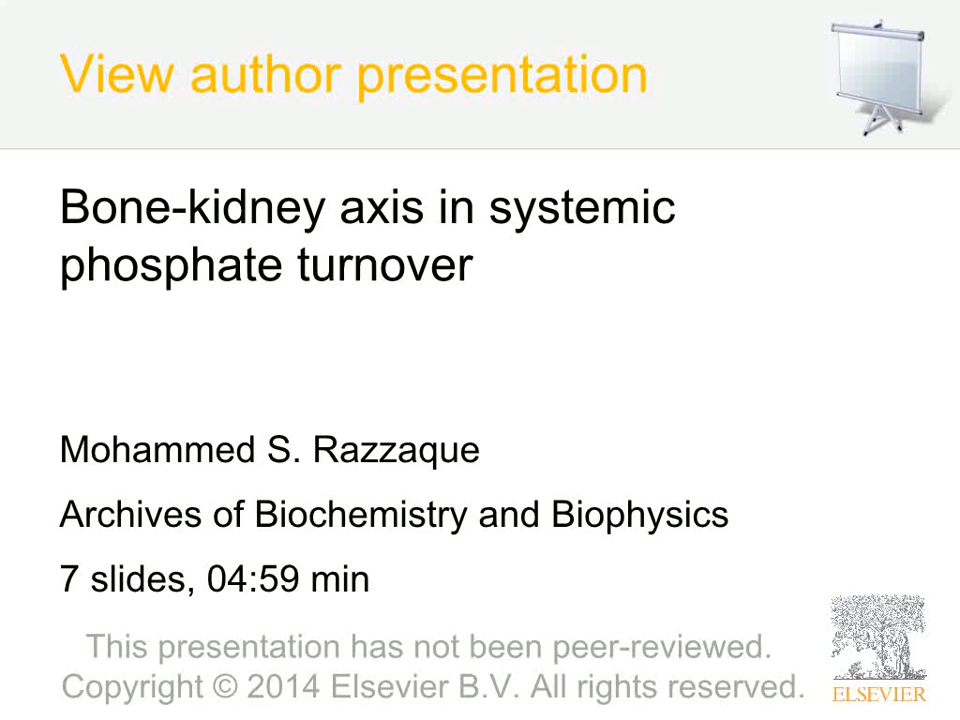 View author presentation
Bone-kidney axis in systemic
phosphate turnover
Mohammed S. Razzaque
Archives of Biochemistry and Biophysics
7 slides, 04:59 min
This presentation has not been peer-reviewed.
Copyright © 2014 Elsevier B.V. All rights reserved.
ELSEVIER